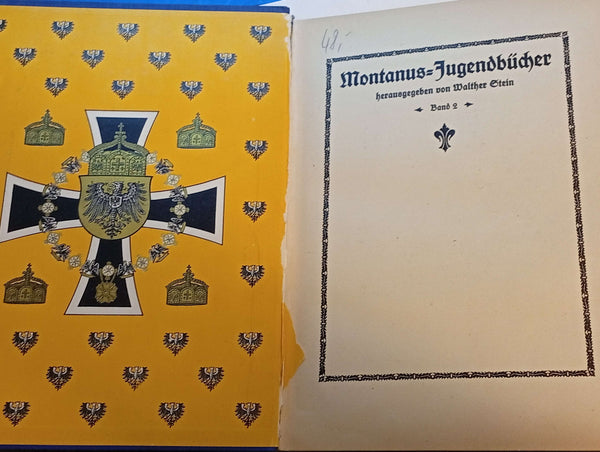 48,-
Montanus-Jugendbücher
herausgegeben von Walther Stein
Band 2